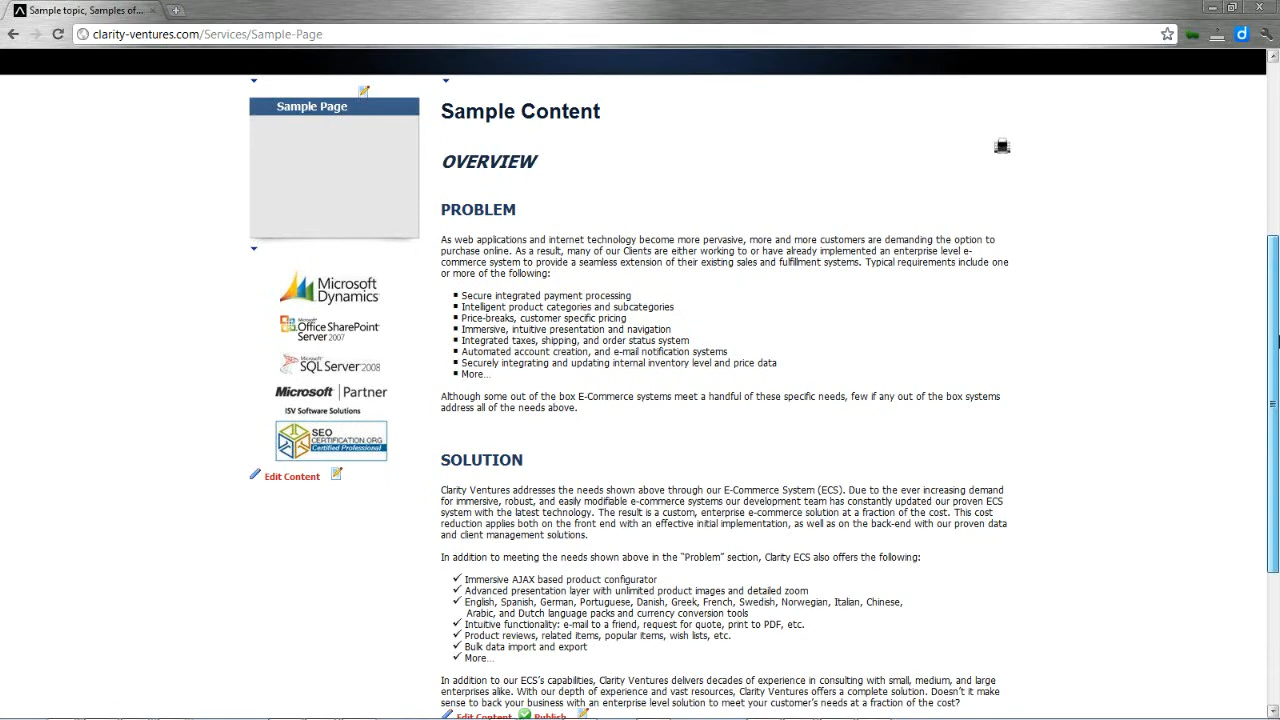 Sample topic, Samples of...
clarity-ventures.com/Services/Sample-Page
Sample Page
Microsoft Dynamics
Microsoft
Office SharePoint
Server 2007
Microsoft
SQL Server 2008
Microsoft Partner
ISV Software Solutions
SEO
CERTIFICATION.ORG
Certified Professional
Edit Content
Sample Content
OVERVIEW
PROBLEM
As web applications and internet technology become more pervasive, more and more customers are demanding the option to
purchase online. As a result, many of our Clients are either working to or have already implemented an enterprise level e-
commerce system to provide a seamless extension of their existing sales and fulfillment systems. Typical requirements include one
or more of the following:
Secure integrated payment processing
Intelligent product categories and subcategories
Price-breaks, customer specific pricing
Immersive, intuitive presentation and navigation
Integrated taxes, shipping, and order status system
Automated account creation, and e-mail notification systems
Securely integrating and updating internal inventory level and price data
More...
Although some out of the box E-Commerce systems meet a handful of these specific needs, few if any out of the box systems
address all of the needs above.
SOLUTION
Clarity Ventures addresses the needs shown above through our E-Commerce System (ECS). Due to the ever increasing demand
for immersive, robust, and easily modifiable e-commerce systems our development team has constantly updated our proven ECS
system with the latest technology. The result is a custom, enterprise e-commerce solution at a fraction of the cost. This cost
reduction applies both on the front end with an effective initial implementation, as well as on the back-end with our proven data
and client management solutions.
In addition to meeting the needs shown above in the "Problem" section, Clarity ECS also offers the following:
Immersive AJAX based product configurator
Advanced presentation layer with unlimited product images and detailed zoom
English, Spanish, German, Portuguese, Danish, Greek, French, Swedish, Norwegian, Italian, Chinese,
Arabic, and Dutch language packs and currency conversion tools
Intuitive functionality: e-mail to a friend, request for quote, print to PDF, etc.
Product reviews, related items, popular items, wish lists, etc.
Bulk data import and export
More...
In addition to our ECS's capabilities, Clarity Ventures delivers decades of experience in consulting with small, medium, and large
enterprises alike. With our depth of experience and vast resources, Clarity Ventures offers a complete solution. Doesn't it make
sense to back your business with an enterprise level solution to meet your customer's needs at a fraction of the cost?
Edit Content Publish